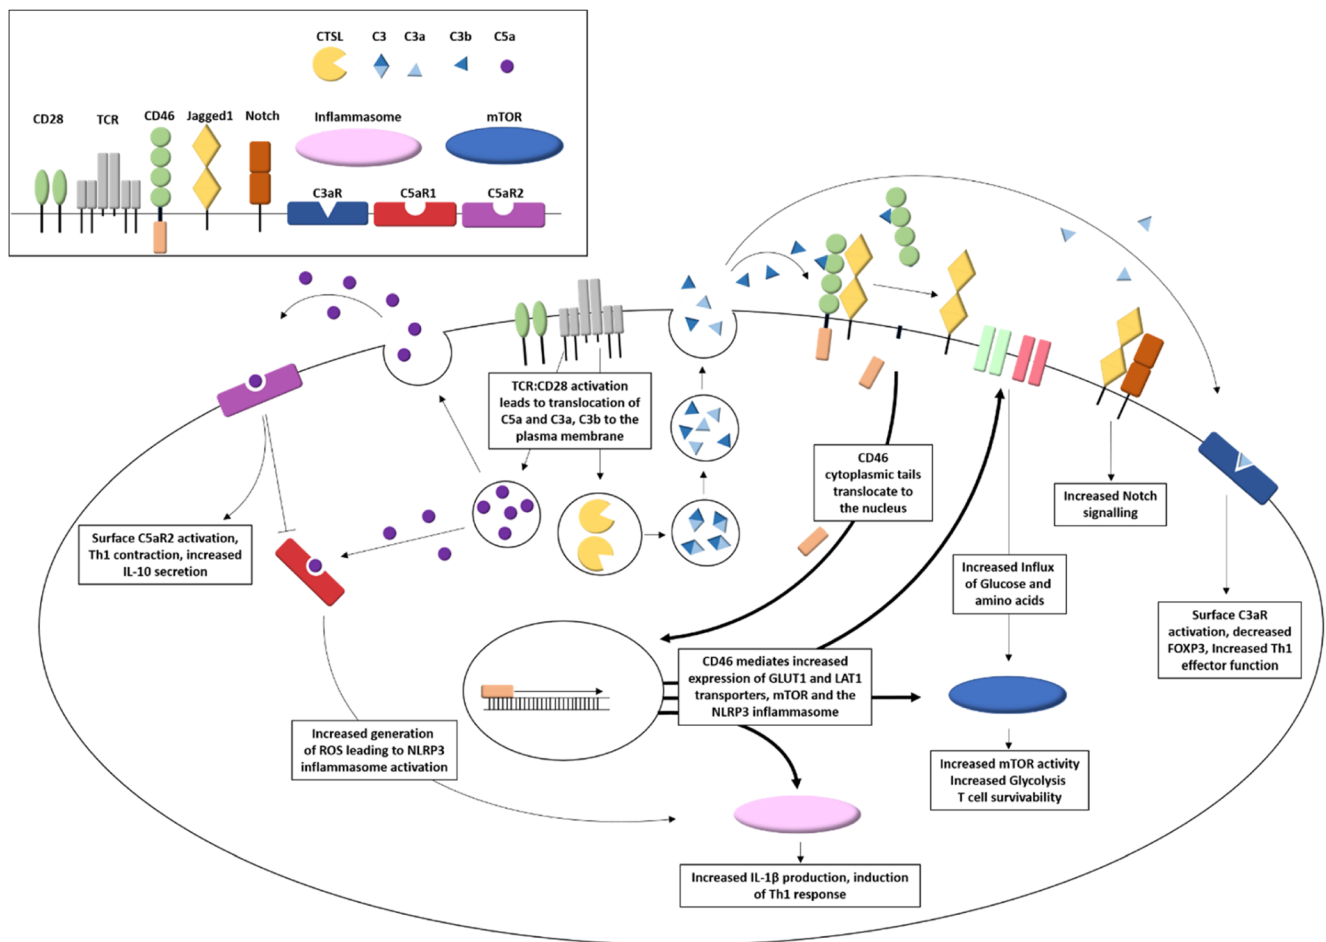 CTSL C3 C3a C3b C5a
CD28 TCR CD46 Jagged1 Notch Inflammasome mTOR
C3aR C5aR1 C5aR2
TCR:CD28 activation
leads to translocation of
C5a and C3a, C3b to the
plasma membrane
CD46
cytoplasmic tails
translocate to
the nucleus
Increased Notch
signalling
Surface C5aR2 activation,
Th1 contraction, increased
IL-10 secretion
Increased Influx
of Glucose and
amino acids
Surface C3aR
activation, decreased
FOXP3, Increased Th1
effector function
CD46 mediates increased
expression of GLUT1 and LAT1
transporters, mTOR and the
NLRP3 inflammasome
Increased generation
of ROS leading to NLRP3
inflammasome activation
Increased mTOR activity
Increased Glycolysis
T cell survivability
Increased IL-1β production, induction
of Th1 response